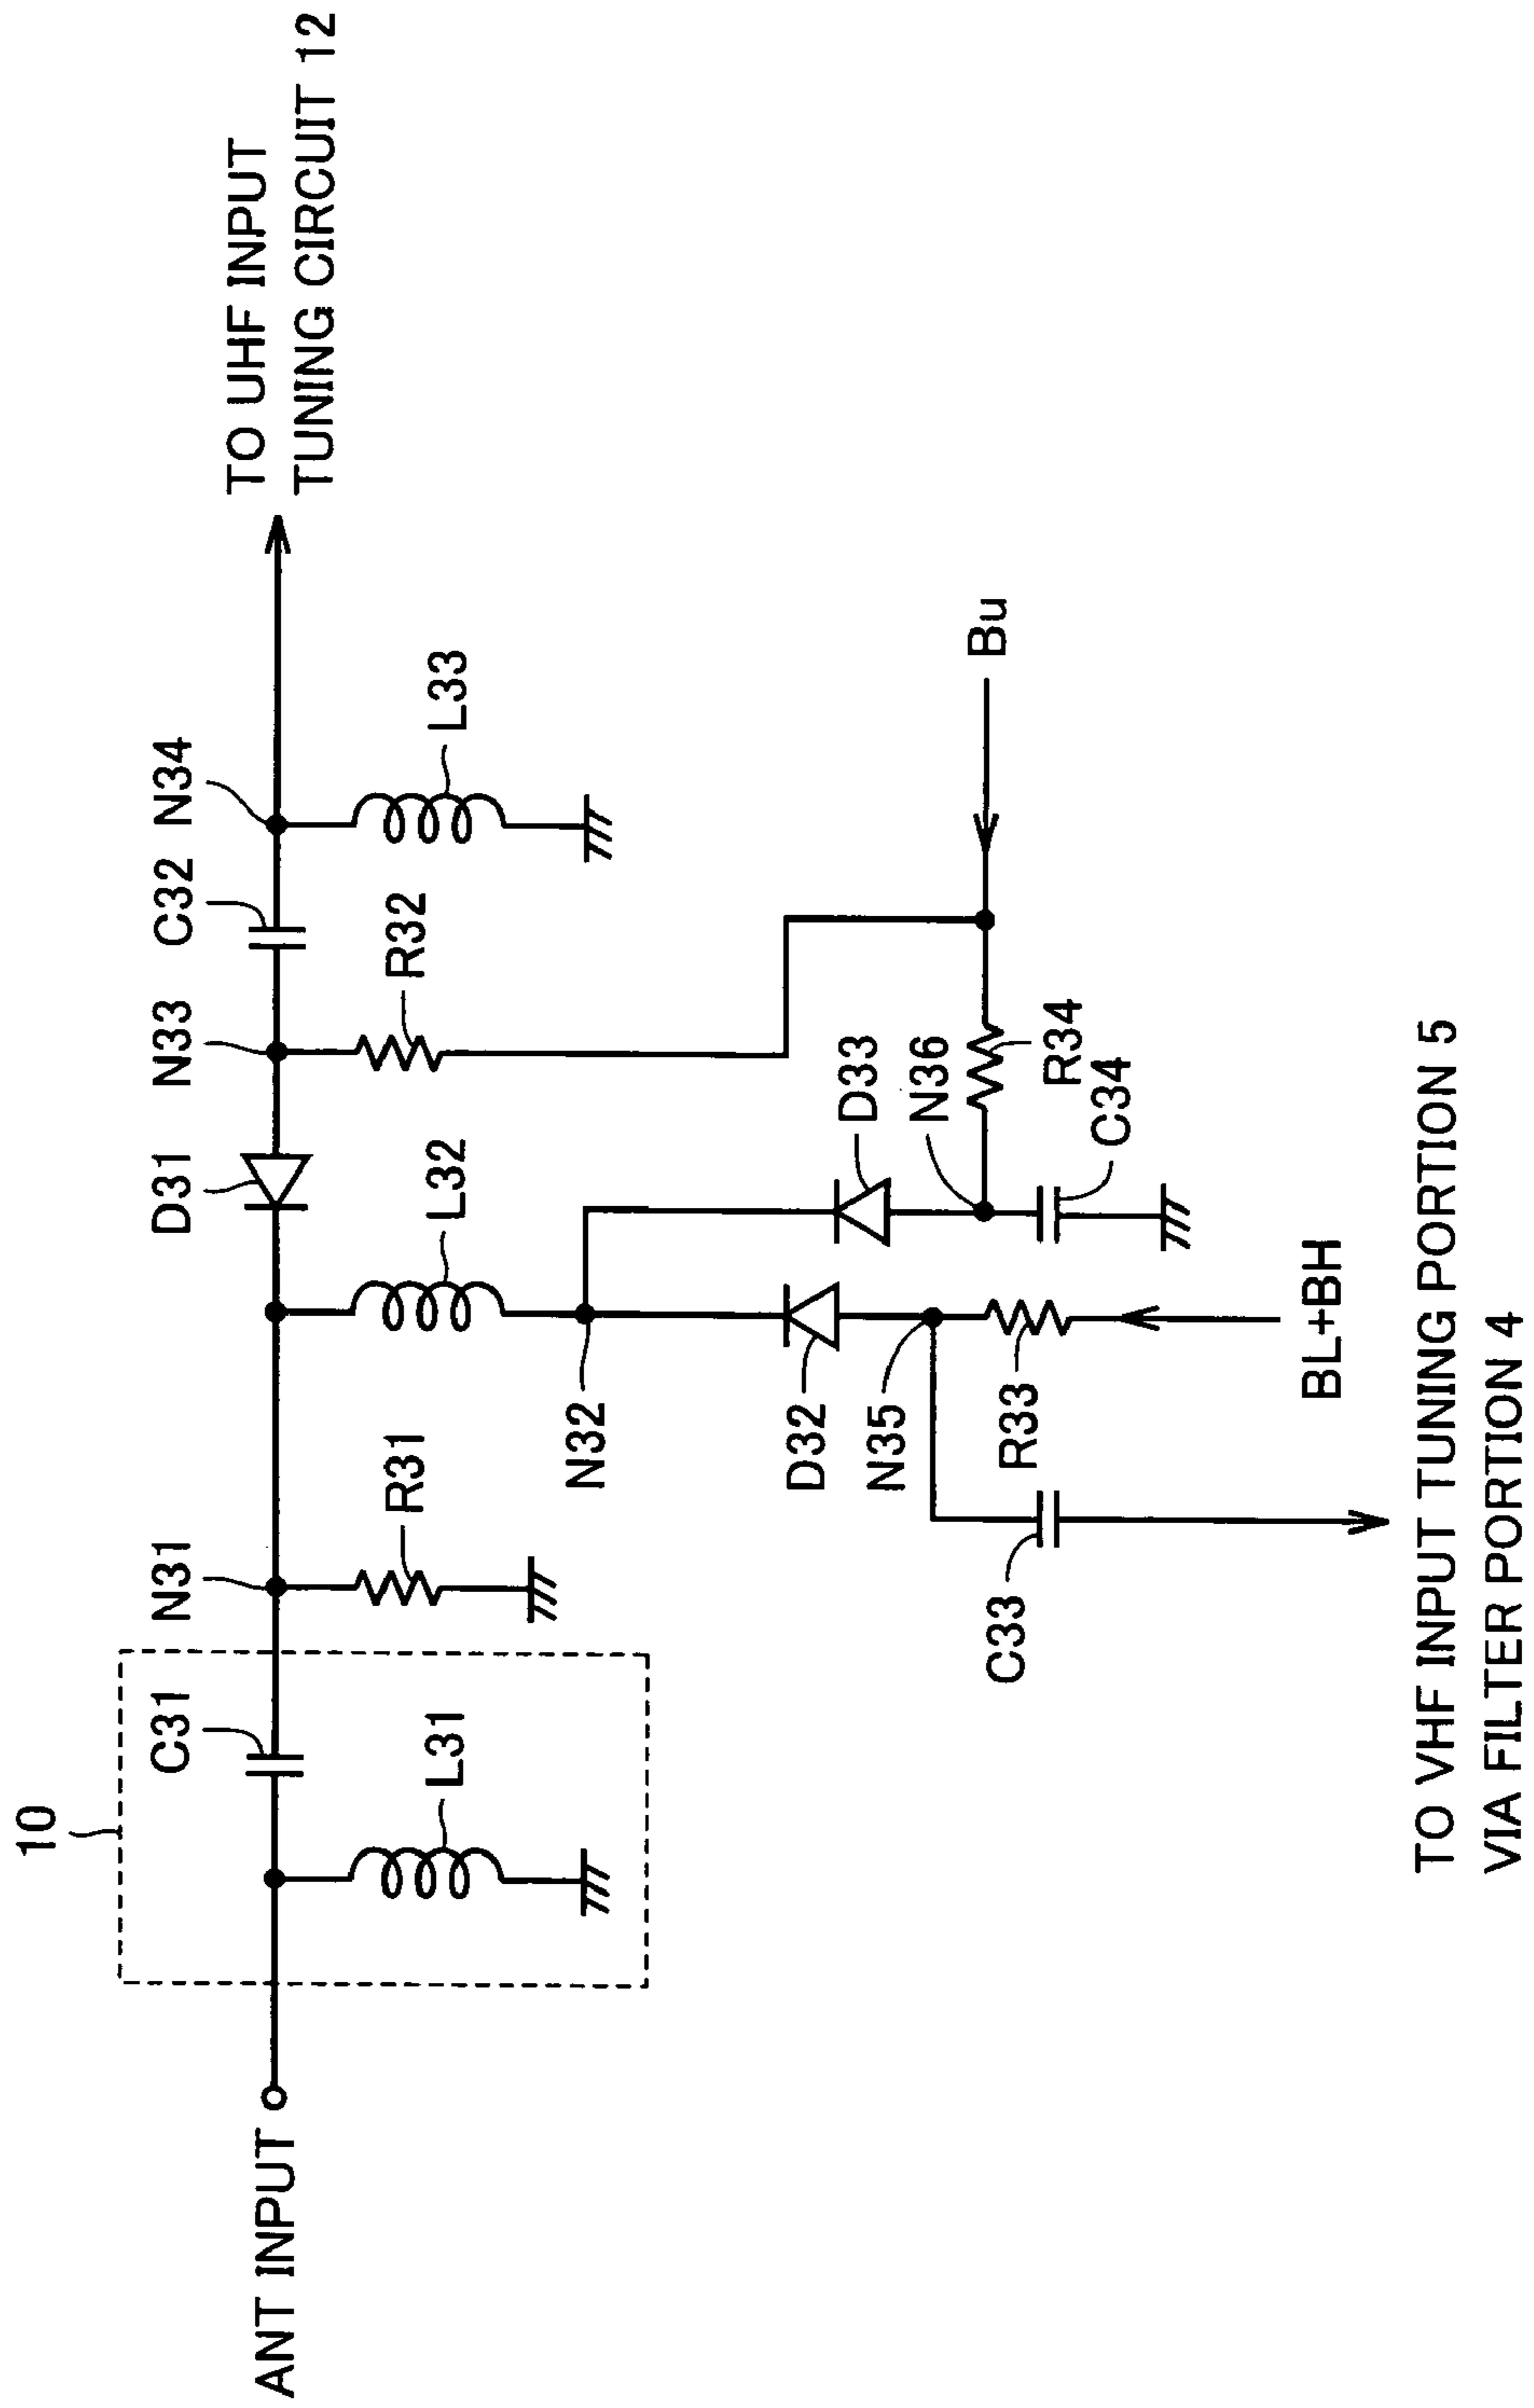 10
C31
N31
D31
N33
C32
N34
TO UHF INPUT
TUNING CIRCUIT 12
ANT INPUT
L31
R31
L32
R32
L33
N32
D32
D33
N35
N36
Bu
C33
R33
R34
C34
BL+BH
TO VHF INPUT TUNING PORTION 5
VIA FILTER PORTION 4